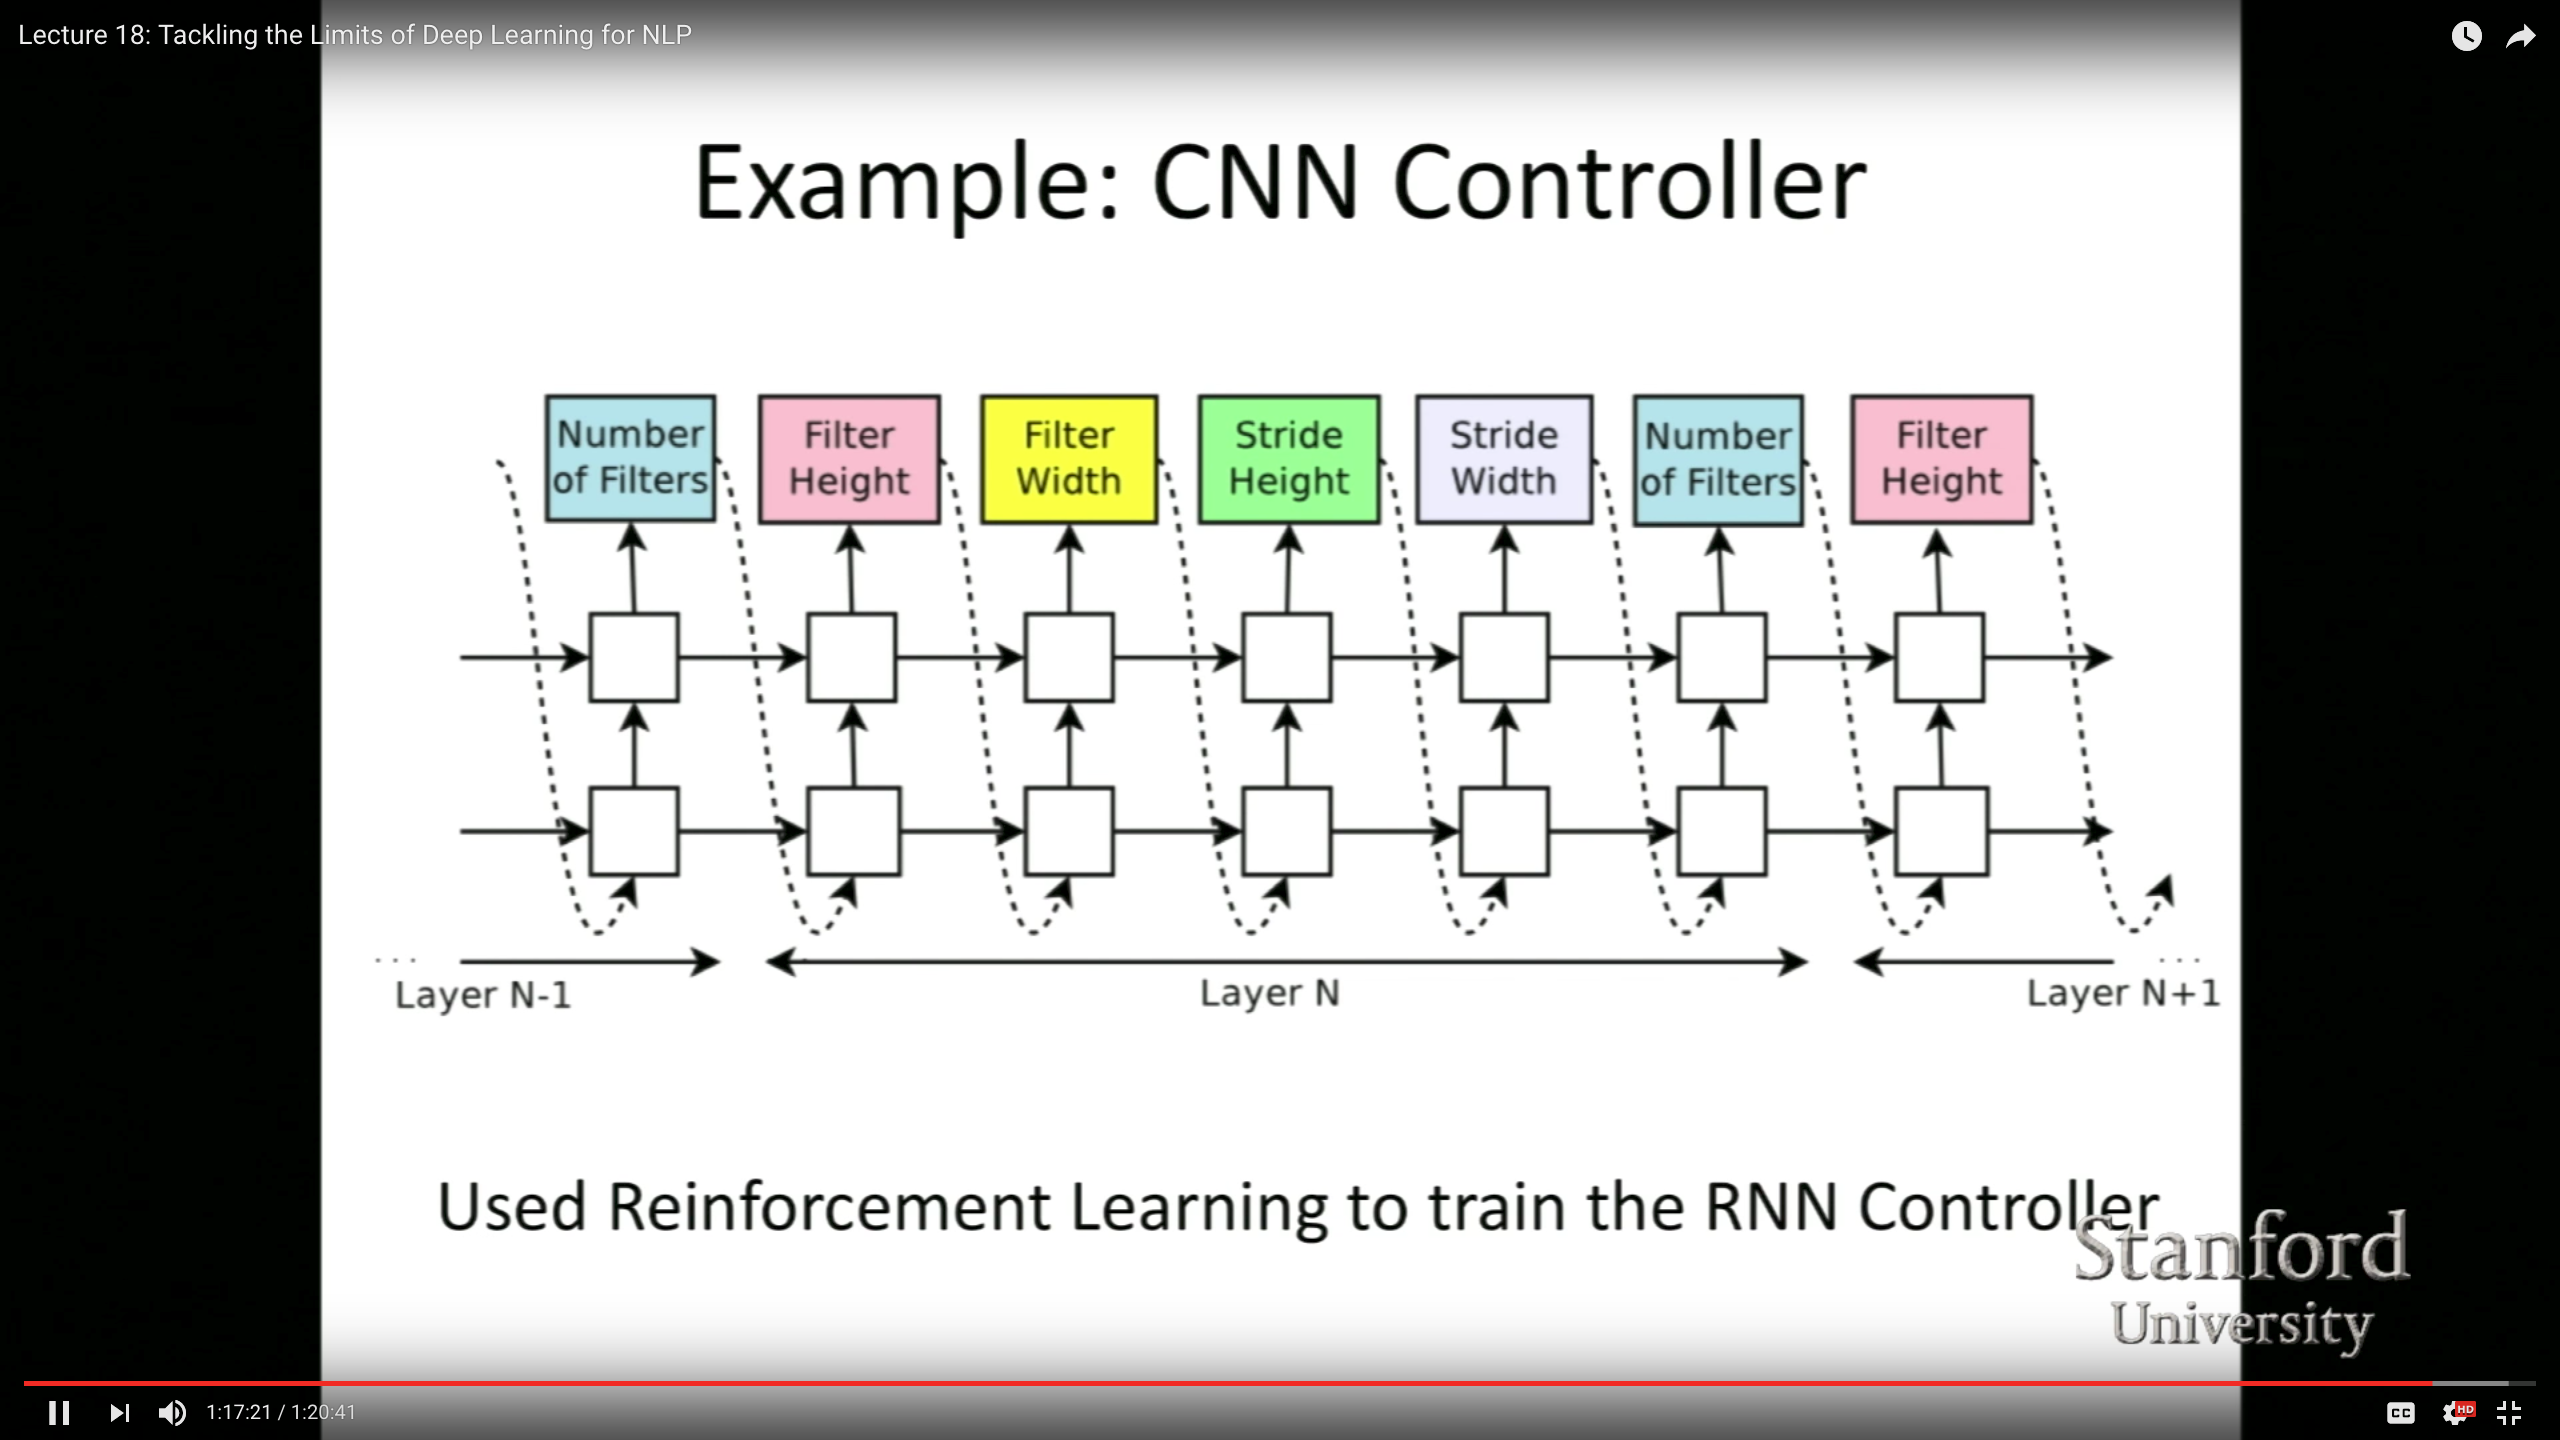 Lecture 18: Tackling the Limits of Deep Learning for NLP
Example: CNN Controller
Number
of Filters
Filter
Height
Filter
Width
Stride
Height
Stride
Width
Number
of Filters
Filter
Height
. . .
Layer N-1
Layer N
. . .
Layer N+1
Used Reinforcement Learning to train the RNN Controller
Stanford
University
1:17:21 / 1:20:41
CC
HD